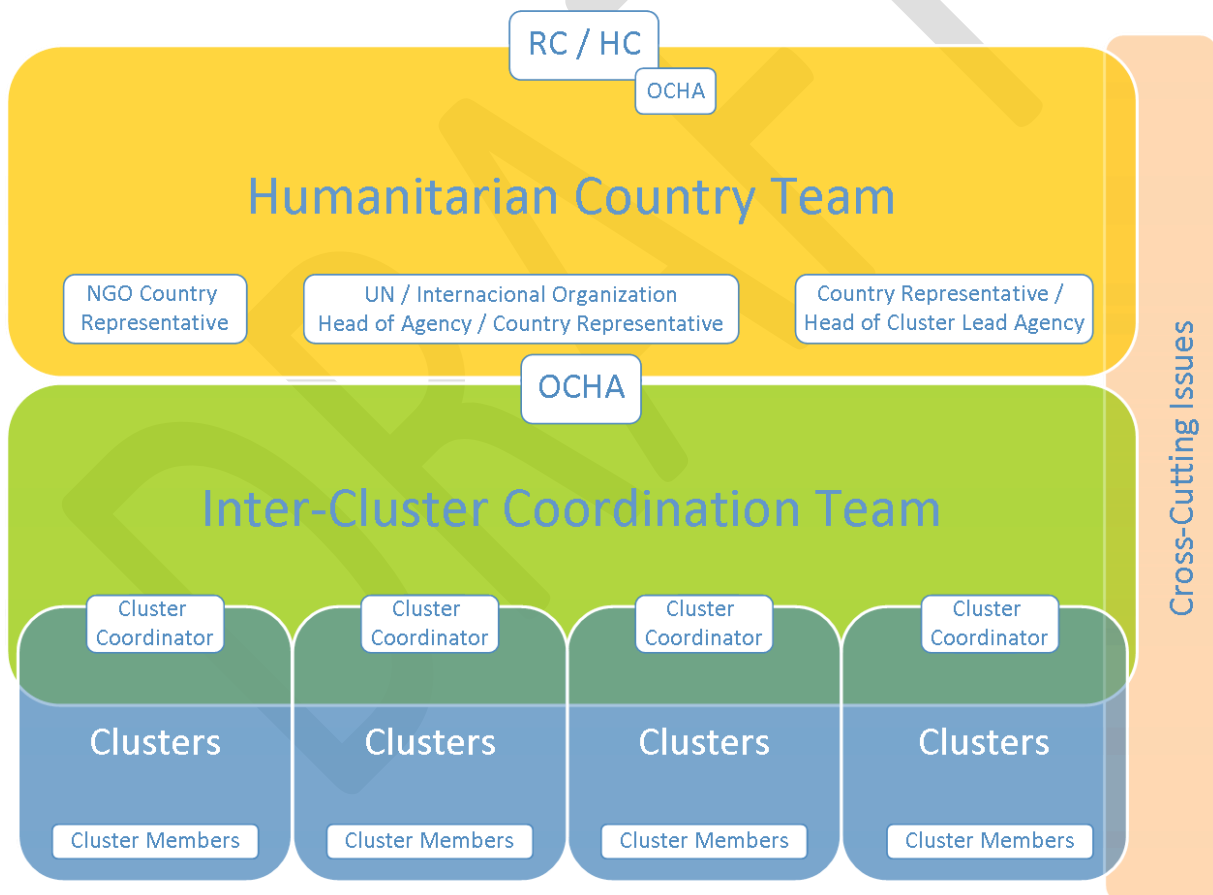 RC / HC
OCHA
Humanitarian Country Team
NGO Country
Representative
UN / Internacional Organization
Head of Agency / Country Representative
Country Representative /
Head of Cluster Lead Agency
OCHA
Inter-Cluster Coordination Team
Cluster
Coordinator
Cluster
Coordinator
Cluster
Coordinator
Cluster
Coordinator
Clusters
Clusters
Clusters
Clusters
Cluster Members
Cluster Members
Cluster Members
Cluster Members
Cross-Cutting Issues
DRAFT